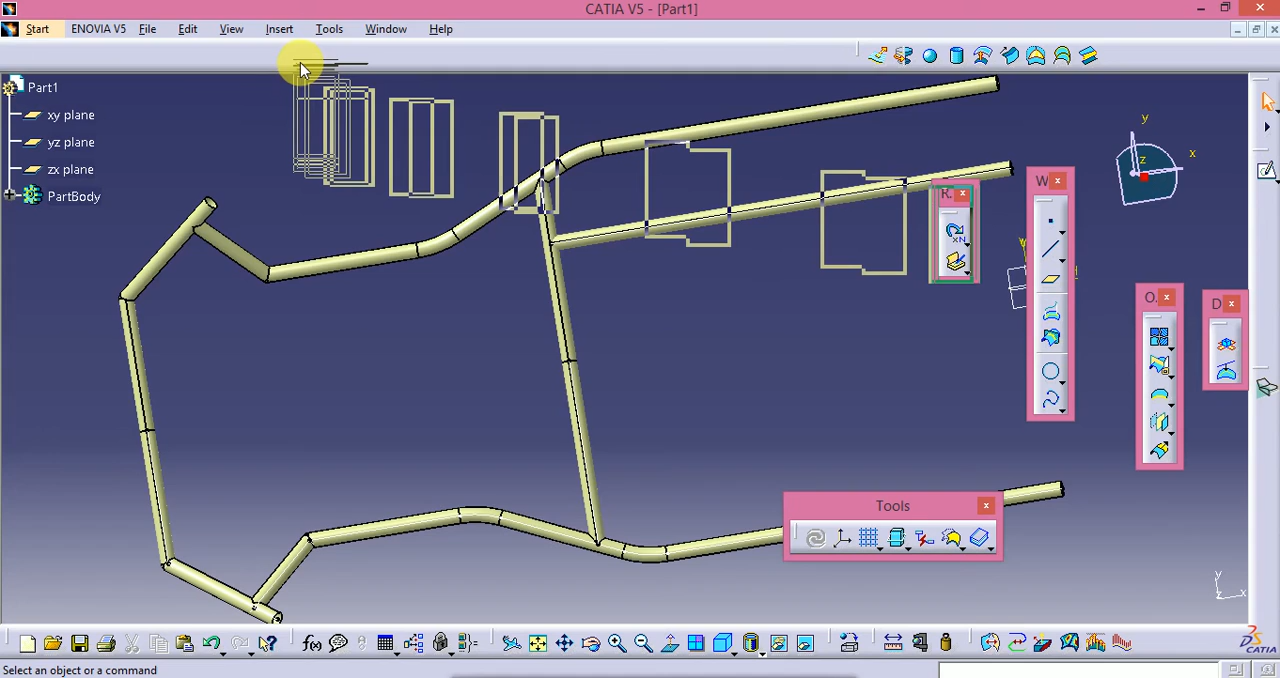 CATIA V5 - [Part1]
Start ENOVIA V5 File Edit View Insert Tools Window Help
Part1
xy plane
yz plane
zx plane
PartBody
y
x
z
R..
W
O..
D
Tools
y
z x
f(x)
CATIA
Select an object or a command